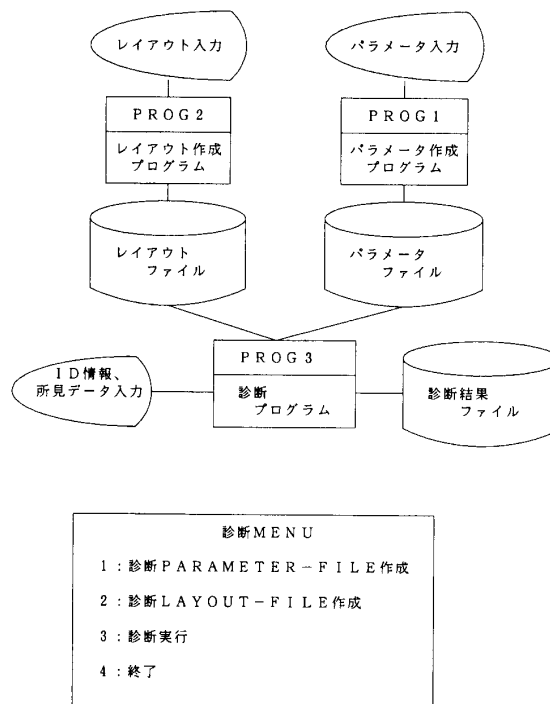 レイアウト入力
パラメータ入力
PROG2
PROG1
レイアウト作成
プログラム
パラメータ作成
プログラム
レイアウト
ファイル
パラメータ
ファイル
PROG3
ID情報、
所見データ入力
診断
プログラム
診断結果
ファイル
診断MENU
1:診断PARAMETER-FILE作成
2:診断LAYOUT-FILE作成
3:診断実行
4:終了